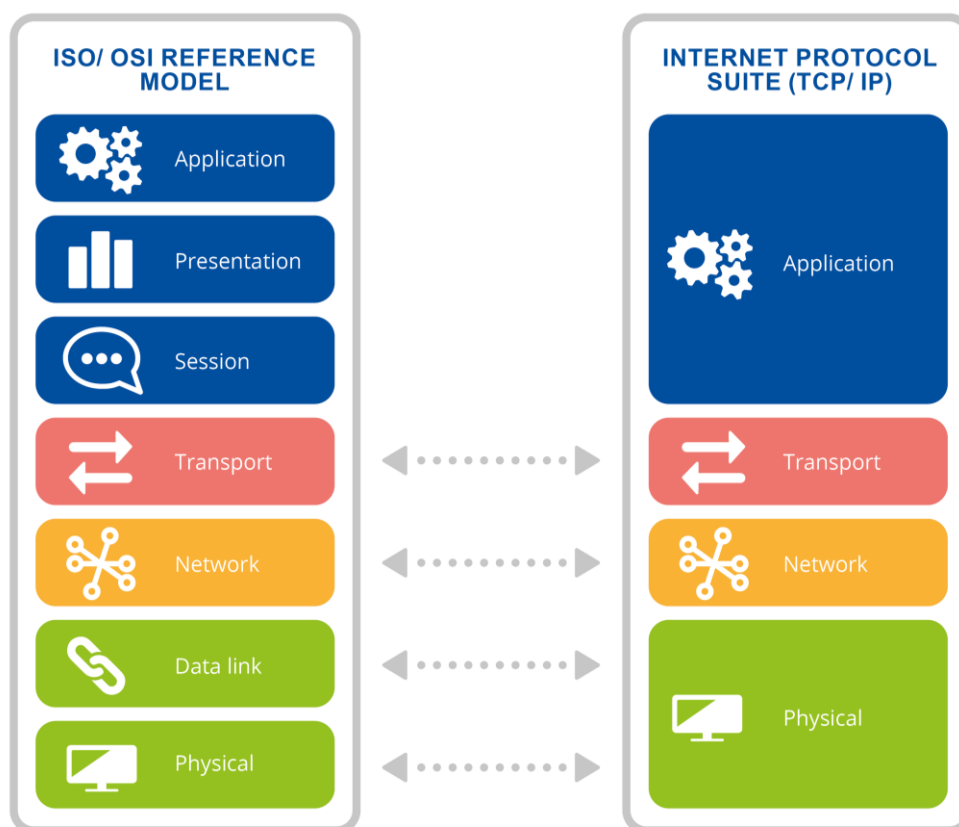 ISO/ OSI REFERENCE
MODEL
Application
Presentation
Session
Transport
Network
Data link
Physical
INTERNET PROTOCOL
SUITE (TCP/ IP)
Application
Transport
Network
Physical